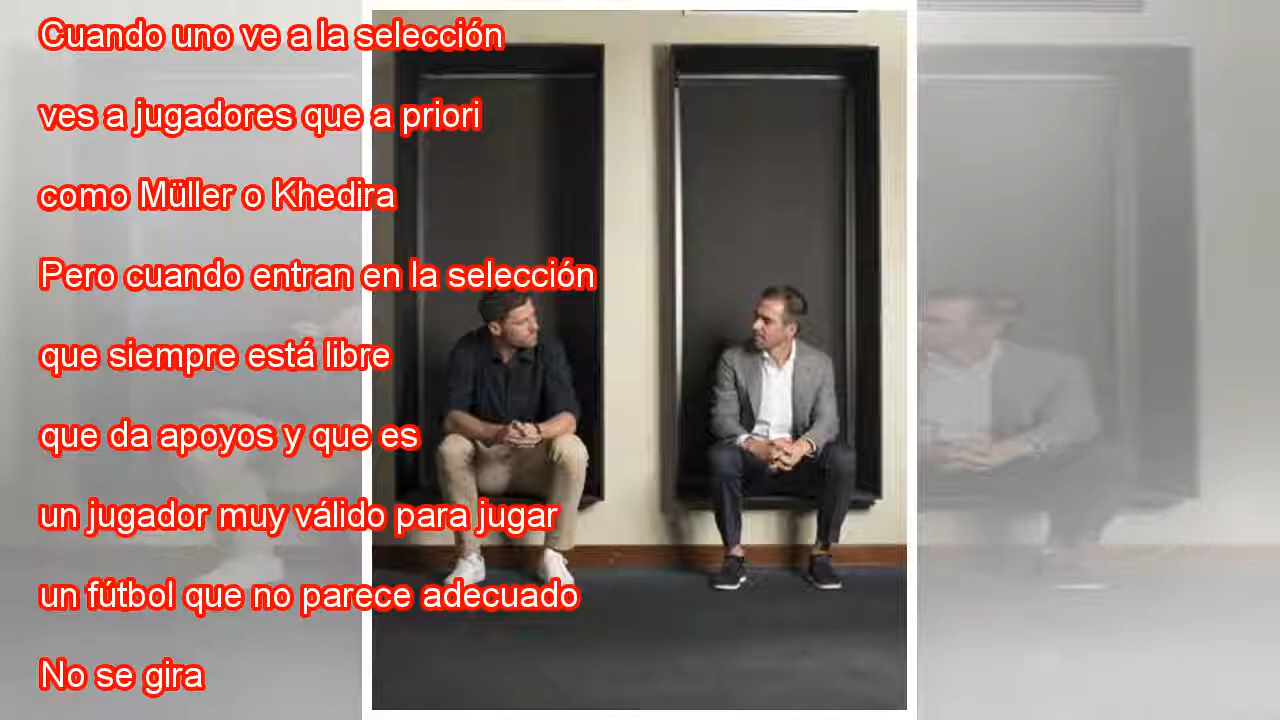 Cuando uno ve a la selección
ves a jugadores que a priori
como Müller o Khedira
Pero cuando entran en la selección
que siempre está libre
que da apoyos y que es
un jugador muy válido para jugar
un fútbol que no parece adecuado
No se gira